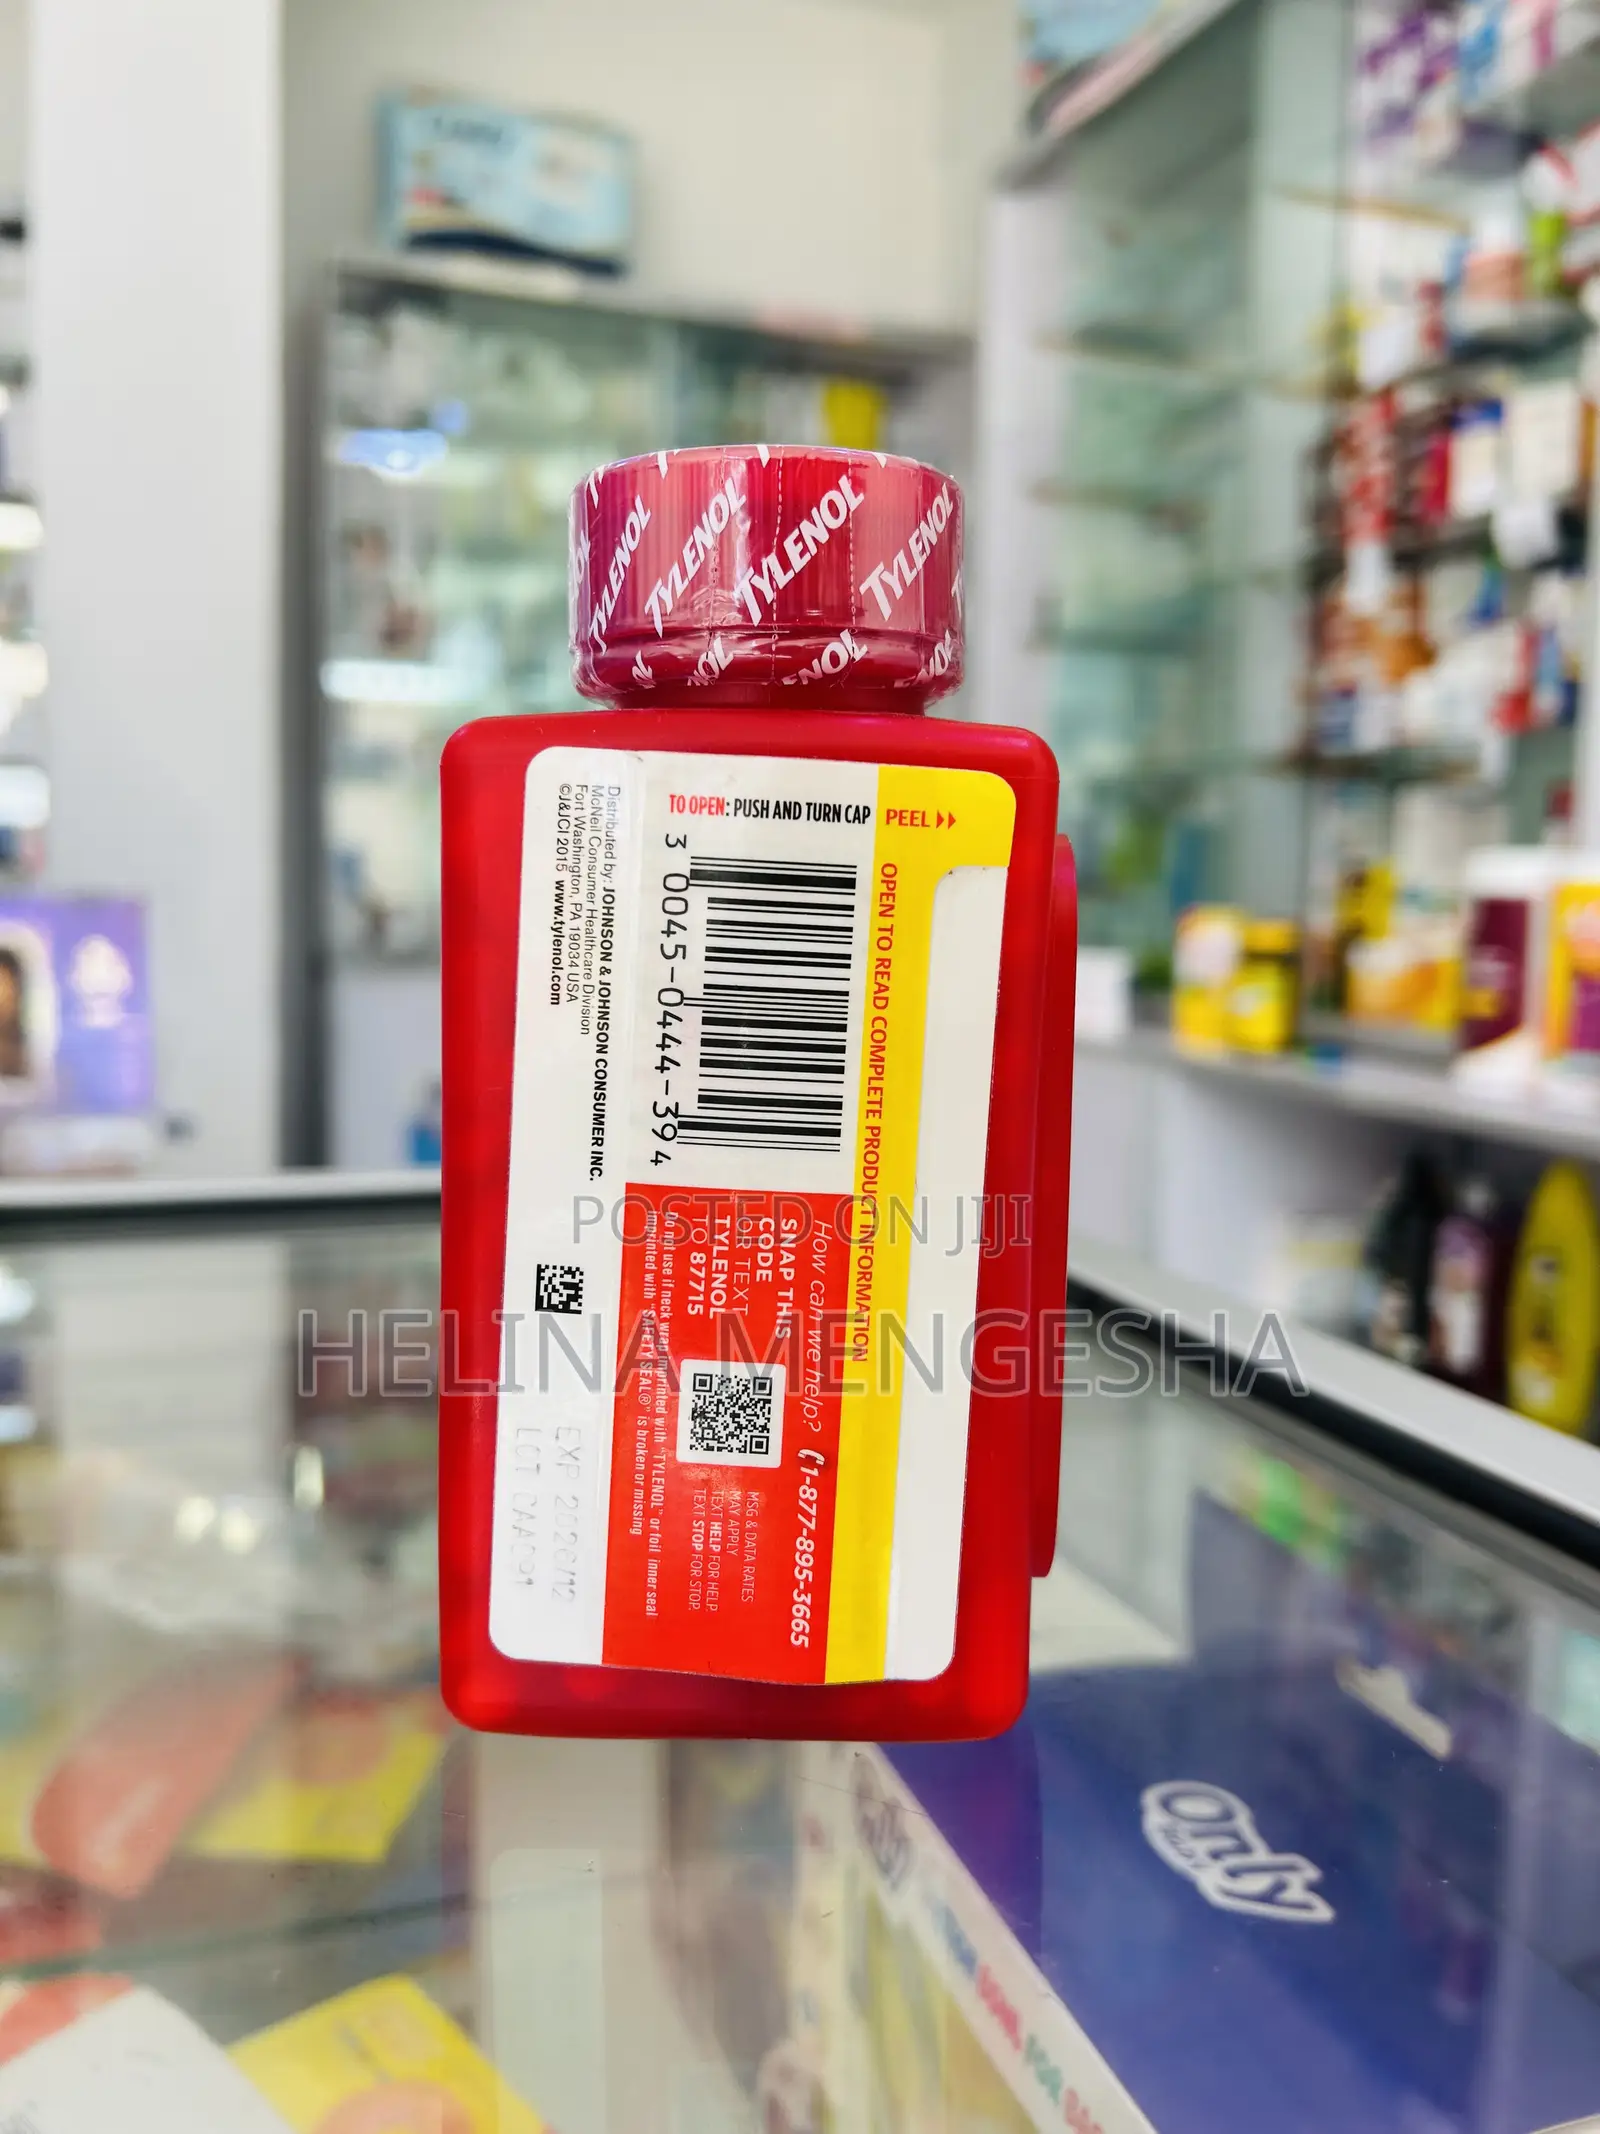 TYLENOL TYLENOL TYLENOL TYLENOL
TO OPEN: PUSH AND TURN CAP
PEEL
OPEN TO READ COMPLETE PRODUCT INFORMATION
3 0045-0444-39 4
Distributed by: JOHNSON & JOHNSON CONSUMER INC.
McNeil Consumer Healthcare Division
Fort Washington, PA 19034 USA
©J&JCI 2015 www.tylenol.com
How can we help? 1-877-895-3665
SNAP THIS
CODE
OR TEXT
TYLENOL
TO 87715
MSG & DATA RATES
MAY APPLY
TEXT HELP FOR HELP.
TEXT STOP FOR STOP.
Do not use if neck wrap imprinted with "TYLENOL" or foil inner seal
imprinted with "SAFETY SEAL®" is broken or missing
EXP 2026/12
POSTED ON JIJI
HELINA MENGESHA
Only